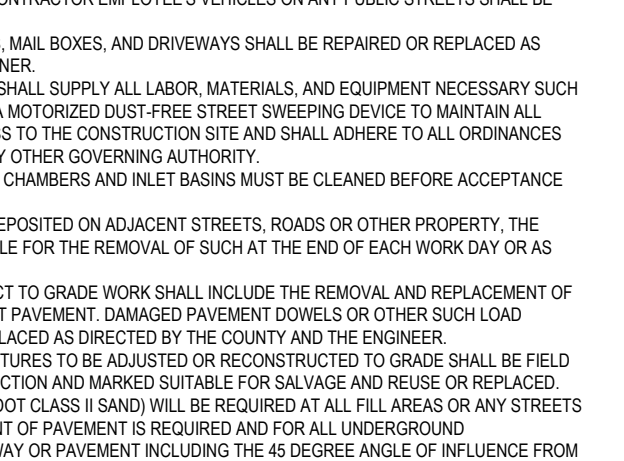 CONTRACTOR EMPLOYEE'S VEHICLES ON ANY PUBLIC STREETS SHALL BE
, MAIL BOXES, AND DRIVEWAYS SHALL BE REPAIRED OR REPLACED AS
NER.
SHALL SUPPLY ALL LABOR, MATERIALS, AND EQUIPMENT NECESSARY SUCH
A MOTORIZED DUST-FREE STREET SWEEPING DEVICE TO MAINTAIN ALL
SS TO THE CONSTRUCTION SITE AND SHALL ADHERE TO ALL ORDINANCES
Y OTHER GOVERNING AUTHORITY.
CHAMBERS AND INLET BASINS MUST BE CLEANED BEFORE ACCEPTANCE
EPOSITED ON ADJACENT STREETS, ROADS OR OTHER PROPERTY, THE
LE FOR THE REMOVAL OF SUCH AT THE END OF EACH WORK DAY OR AS
CT TO GRADE WORK SHALL INCLUDE THE REMOVAL AND REPLACEMENT OF
T PAVEMENT. DAMAGED PAVEMENT DOWELS OR OTHER SUCH LOAD
LACED AS DIRECTED BY THE COUNTY AND THE ENGINEER.
TURES TO BE ADJUSTED OR RECONSTRUCTED TO GRADE SHALL BE FIELD
CTION AND MARKED SUITABLE FOR SALVAGE AND REUSE OR REPLACED.
DOT CLASS II SAND) WILL BE REQUIRED AT ALL FILL AREAS OR ANY STREETS
NT OF PAVEMENT IS REQUIRED AND FOR ALL UNDERGROUND
WAY OR PAVEMENT INCLUDING THE 45 DEGREE ANGLE OF INFLUENCE FROM